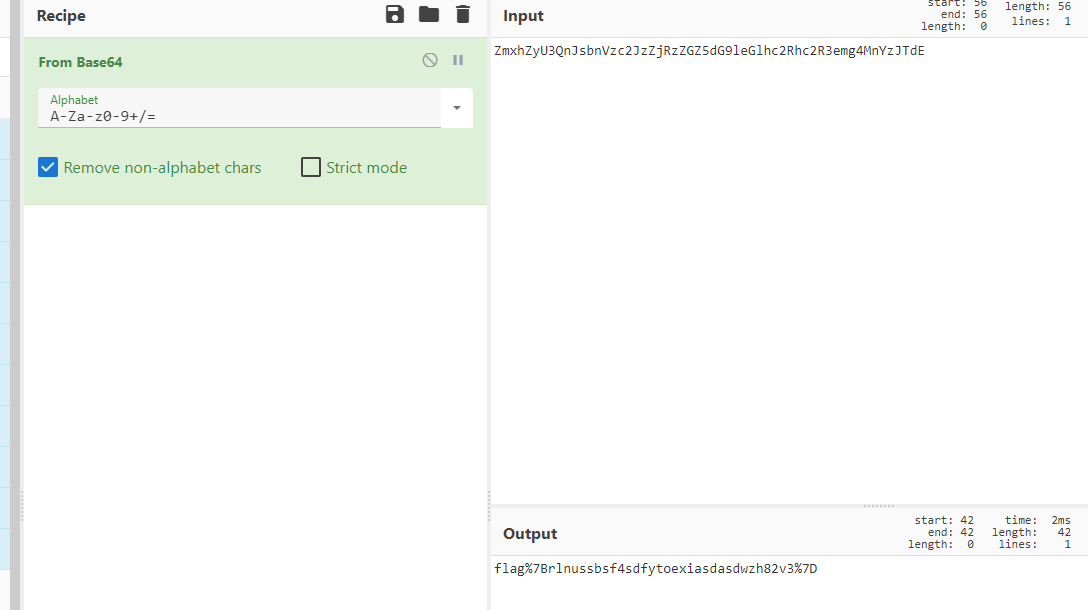 Recipe
From Base64
Alphabet
A-Za-z0-9+/=
Remove non-alphabet chars
Strict mode
Input
start: 56
end: 56
length: 0
length: 56
lines: 1
ZmxhZyU3QnJsbnVzc2JzZjRzZGZ5dG9leGlhc2Rhc2R3emg4MnYzJTdE
Output
start: 42
end: 42
length: 0
time: 2ms
length: 42
lines: 1
flag%7Brlnussbsf4sdfytoexiasdasdwzh82v3%7D